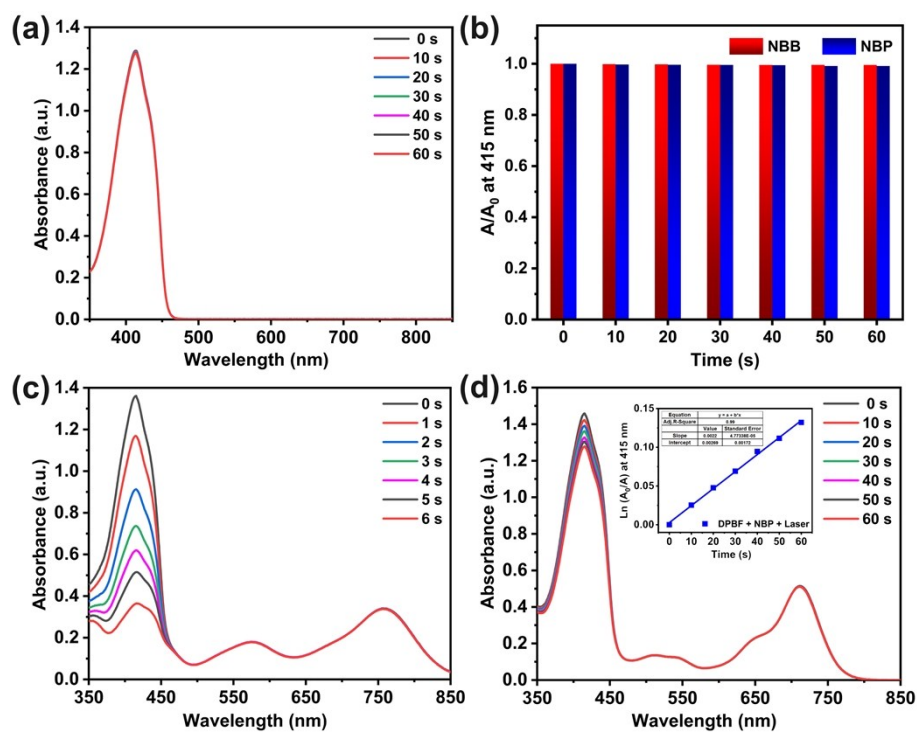 (a)
1.4
1.2
1.0
0.8
0.6
0.4
0.2
0.0
Absorbance (a.u.)
400 500 600 700 800
Wavelength (nm)
0 s
10 s
20 s
30 s
40 s
50 s
60 s
(b)
NBB NBP
1.0
0.8
0.6
0.4
0.2
0.0
A/A0 at 415 nm
0 10 20 30 40 50 60
Time (s)
(c)
1.4
1.2
1.0
0.8
0.6
0.4
0.2
0.0
Absorbance (a.u.)
350 450 550 650 750 850
Wavelength (nm)
0 s
1 s
2 s
3 s
4 s
5 s
6 s
(d)
1.6
1.4
1.2
1.0
0.8
0.6
0.4
0.2
0.0
Absorbance (a.u.)
350 450 550 650 750 850
Wavelength (nm)
0 s
10 s
20 s
30 s
40 s
50 s
60 s
0.15
0.10
0.05
0.00
Ln (A0/A) at 415 nm
0 10 20 30 40 50 60
Time (s)
Equation y = a + b*x
Adj.R-Square
Value Standard Error
Slope 0.0022
Intercept
DPBF + NBP + Laser